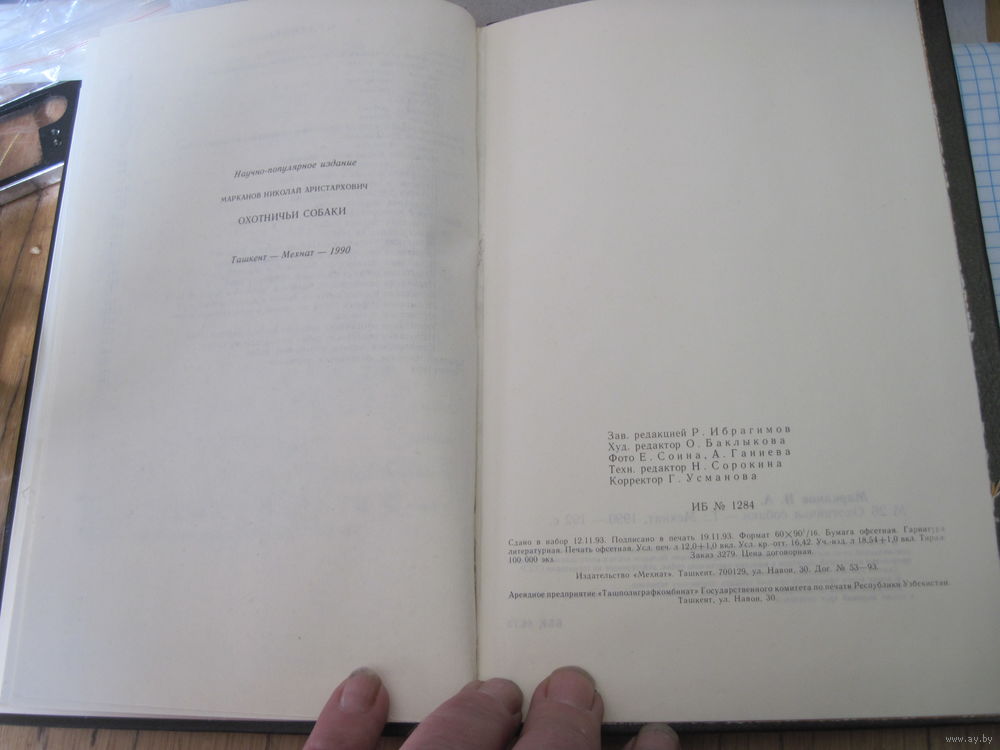 Научно-популярное издание
МАРКАНОВ НИКОЛАЙ АРИСТАРХОВИЧ
ОХОТНИЧЬИ СОБАКИ
Ташкент — Мехнат — 1990
Зав. редакцией Р. Ибрагимов
Худ. редактор О. Баклыкова
Фото Е. Соина, А. Ганиева
Техн. редактор Н. Сорокина
Корректор Г. Усманова
ИБ № 1284
Сдано в набор 12.11.93. Подписано в печать 19.11.93. Формат 60×90¹/16. Бумага офсетная. Гарнитура
литературная. Печать офсетная. Усл. печ. л 12,0+1,0 вкл. Усл. кр.-отт. 16,42. Уч.-изд. л 18,54+1,0 вкл. Тираж
100 000 экз. Заказ 3279. Цена договорная.
Издательство «Мехнат». Ташкент. 700129, ул. Навои, 30. Дог. № 53—93.
Арендное предприятие «Ташполиграфкомбинат» Государственного комитета по печати Республики Узбекистан.
Ташкент, ул. Навои, 30.
www.ay.by